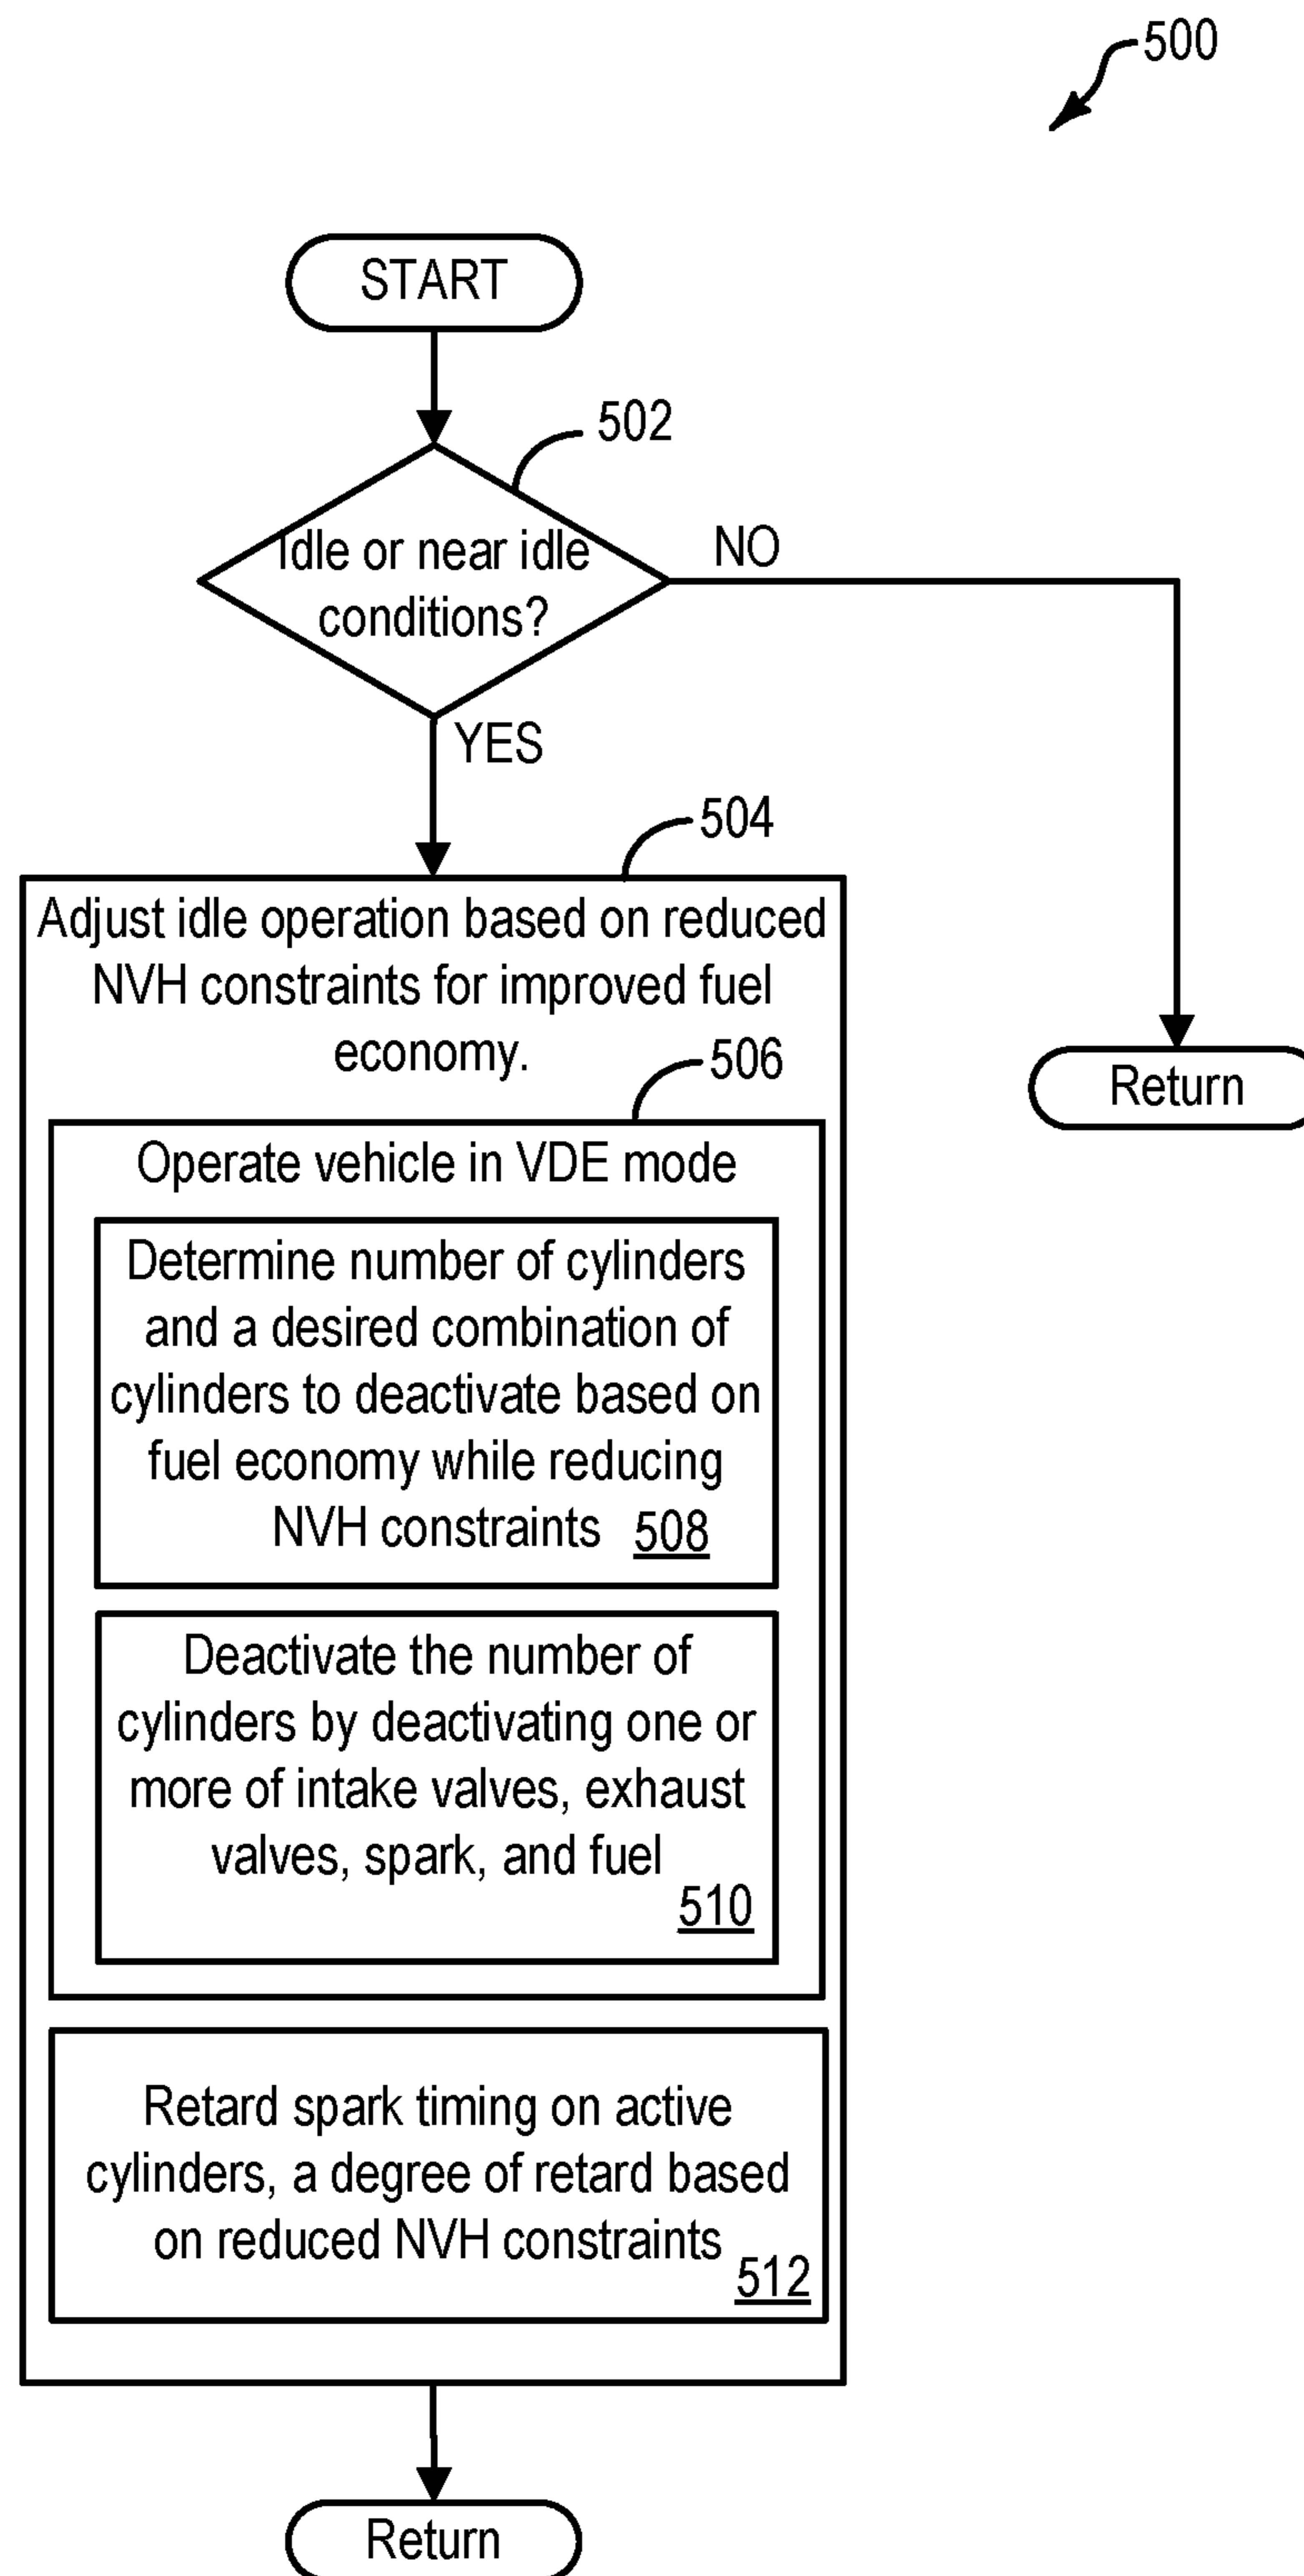 500
START
502
Idle or near idle
conditions?
NO
YES
504
Adjust idle operation based on reduced
NVH constraints for improved fuel
economy.
506
Return
Operate vehicle in VDE mode
Determine number of cylinders
and a desired combination of
cylinders to deactivate based on
fuel economy while reducing
NVH constraints 508
Deactivate the number of
cylinders by deactivating one or
more of intake valves, exhaust
valves, spark, and fuel
510
Retard spark timing on active
cylinders, a degree of retard based
on reduced NVH constraints
512
Return